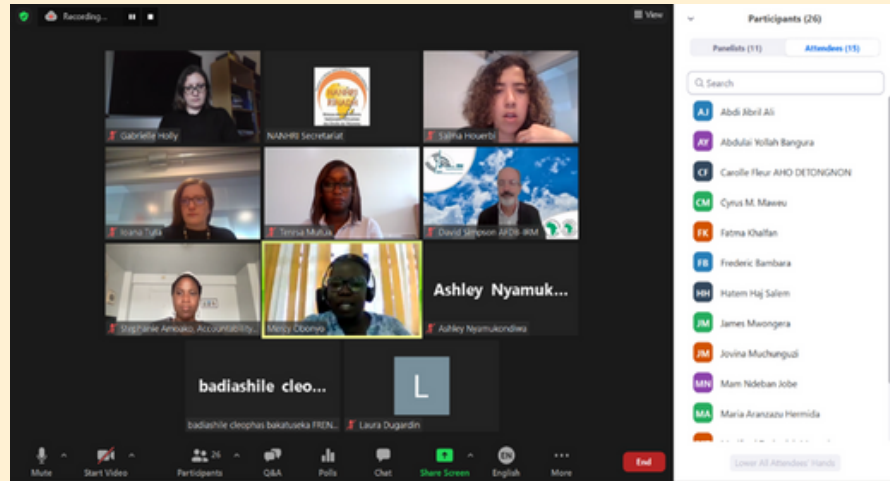 Recording...
View
Gabrielle Holly
NANHRI
RINADH
NANHRI Secretariat
Salma Houerbi
Ioana Tuta
Tenisa Mutua
David Simpson AFDB-IRM
Stephanie Amoako, Accountability...
Mercy Obonyo
Ashley Nyamuk...
Ashley Nyamukondiwa
badiashile cleo...
badiashile cleophas bakatuseka FREN...
L
Laura Dugardin
Mute
Start Video
26
Participants
Q&A
Polls
Chat
Share Screen
EN
English
More
End
Participants (26)
Panelists (11)
Attendees (15)
Search
AJ
Abdi Jibril Ali
AY
Abdulai Yollah Bangura
CF
Carolle Fleur AHO DETONGNON
CM
Cyrus M. Maweu
FK
Fatma Khalfan
FB
Frederic Bambara
HH
Hatem Haj Salem
JM
James Mwongera
JM
Jovina Muchunguzi
MN
Mam Ndeban Jobe
MA
Maria Aranzazu Hermida
Lower All Attendees' Hands